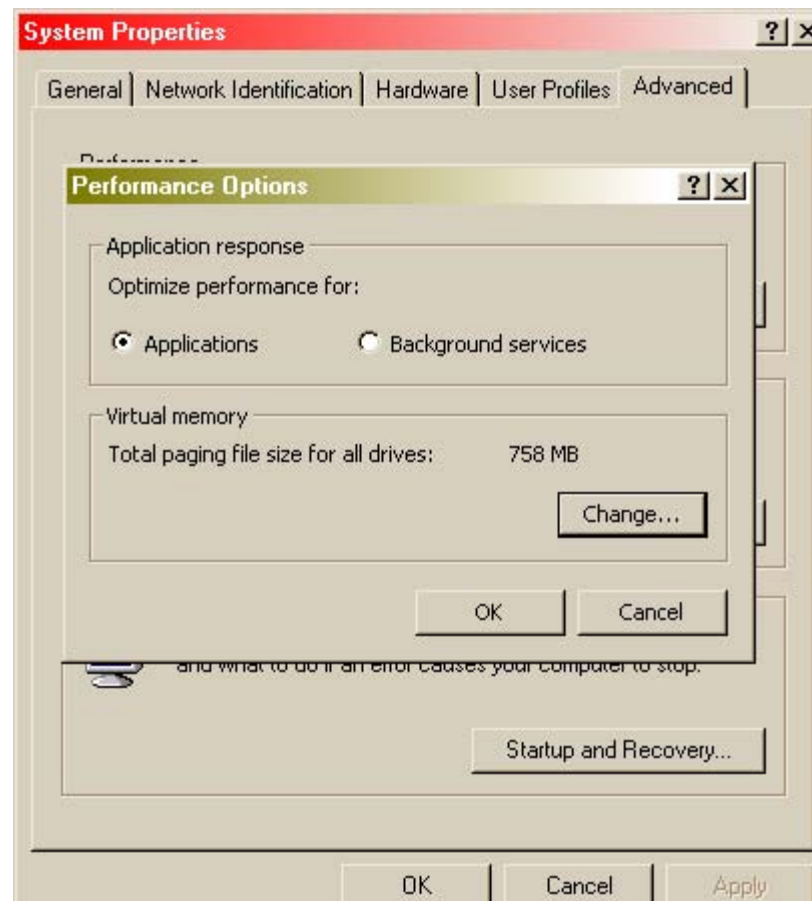 System Properties
General Network Identification Hardware User Profiles Advanced
Performance Options
Application response
Optimize performance for:
Applications Background services
Virtual memory
Total paging file size for all drives: 758 MB
Change...
OK Cancel
and what to do if an error causes your computer to stop.
Startup and Recovery...
OK Cancel Apply